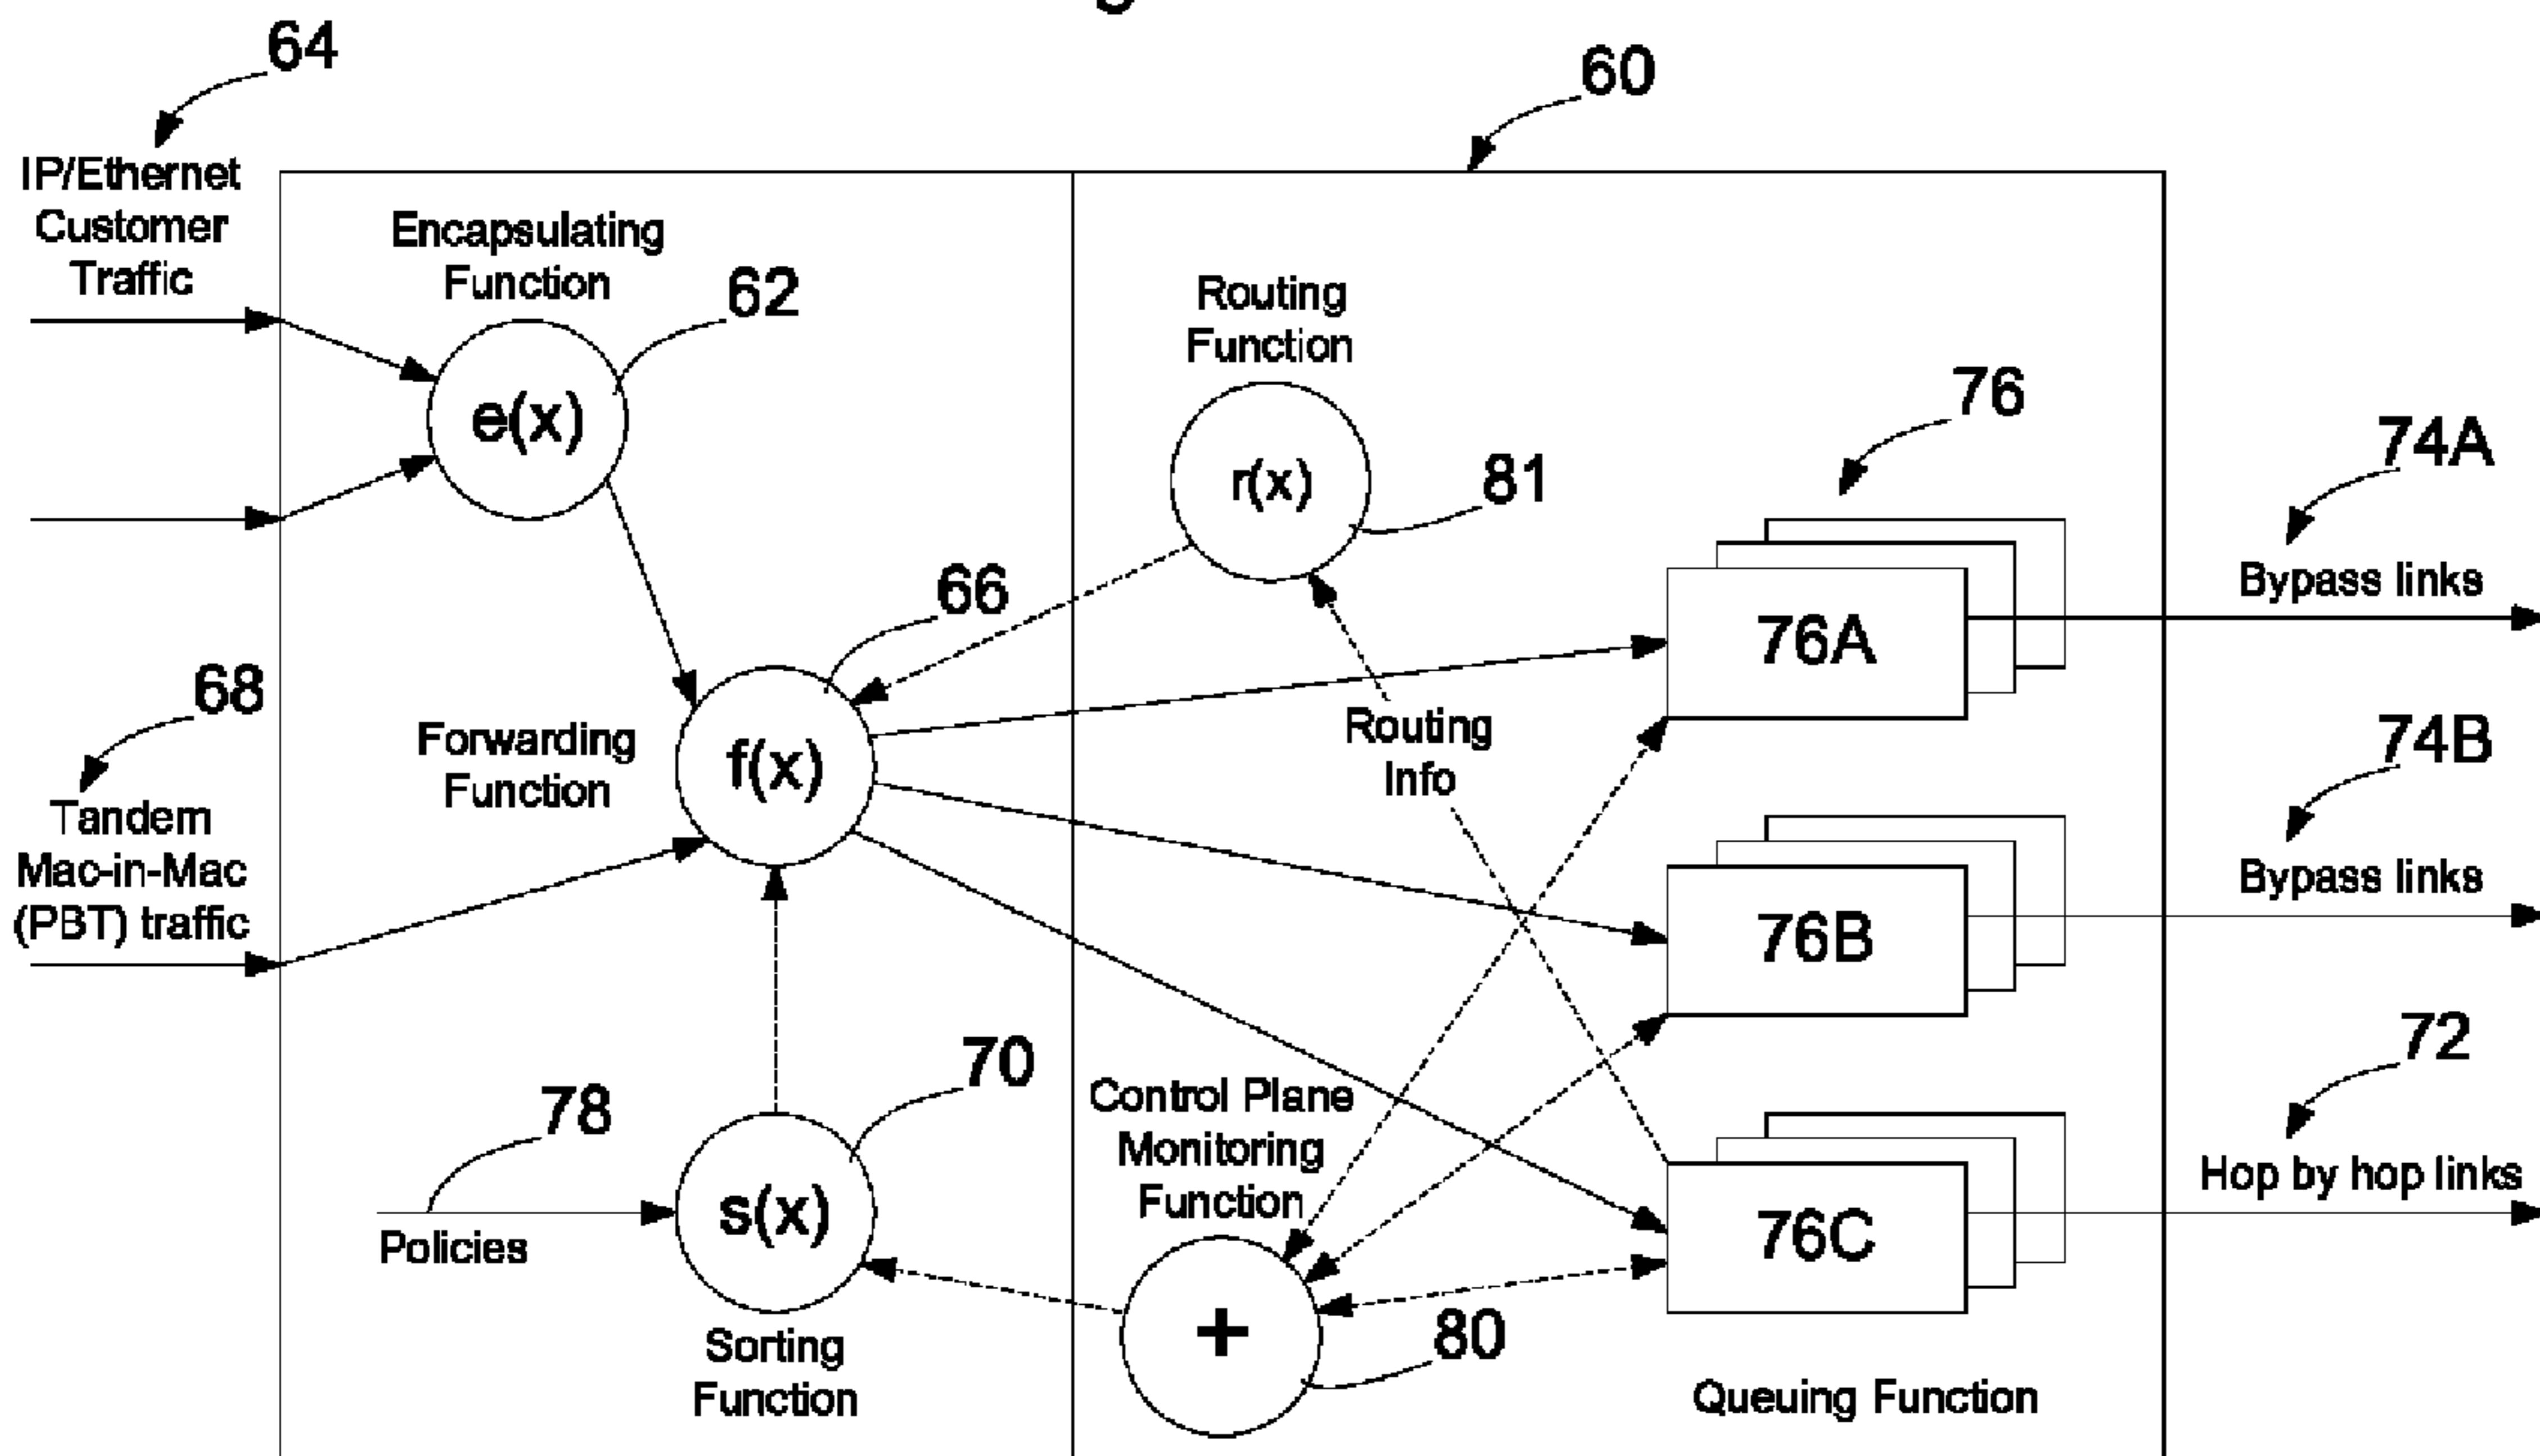 64
60
IP/Ethernet
Customer
Traffic
Encapsulating
Function
62
e(x)
Routing
Function
r(x)
81
76
74A
Bypass links
76A
66
68
Forwarding
Function
f(x)
Routing
Info
74B
Bypass links
76B
Tandem
Mac-in-Mac
(PBT) traffic
78
Policies
70
s(x)
Sorting
Function
Control Plane
Monitoring
Function
+
80
72
Hop by hop links
76C
Queuing Function